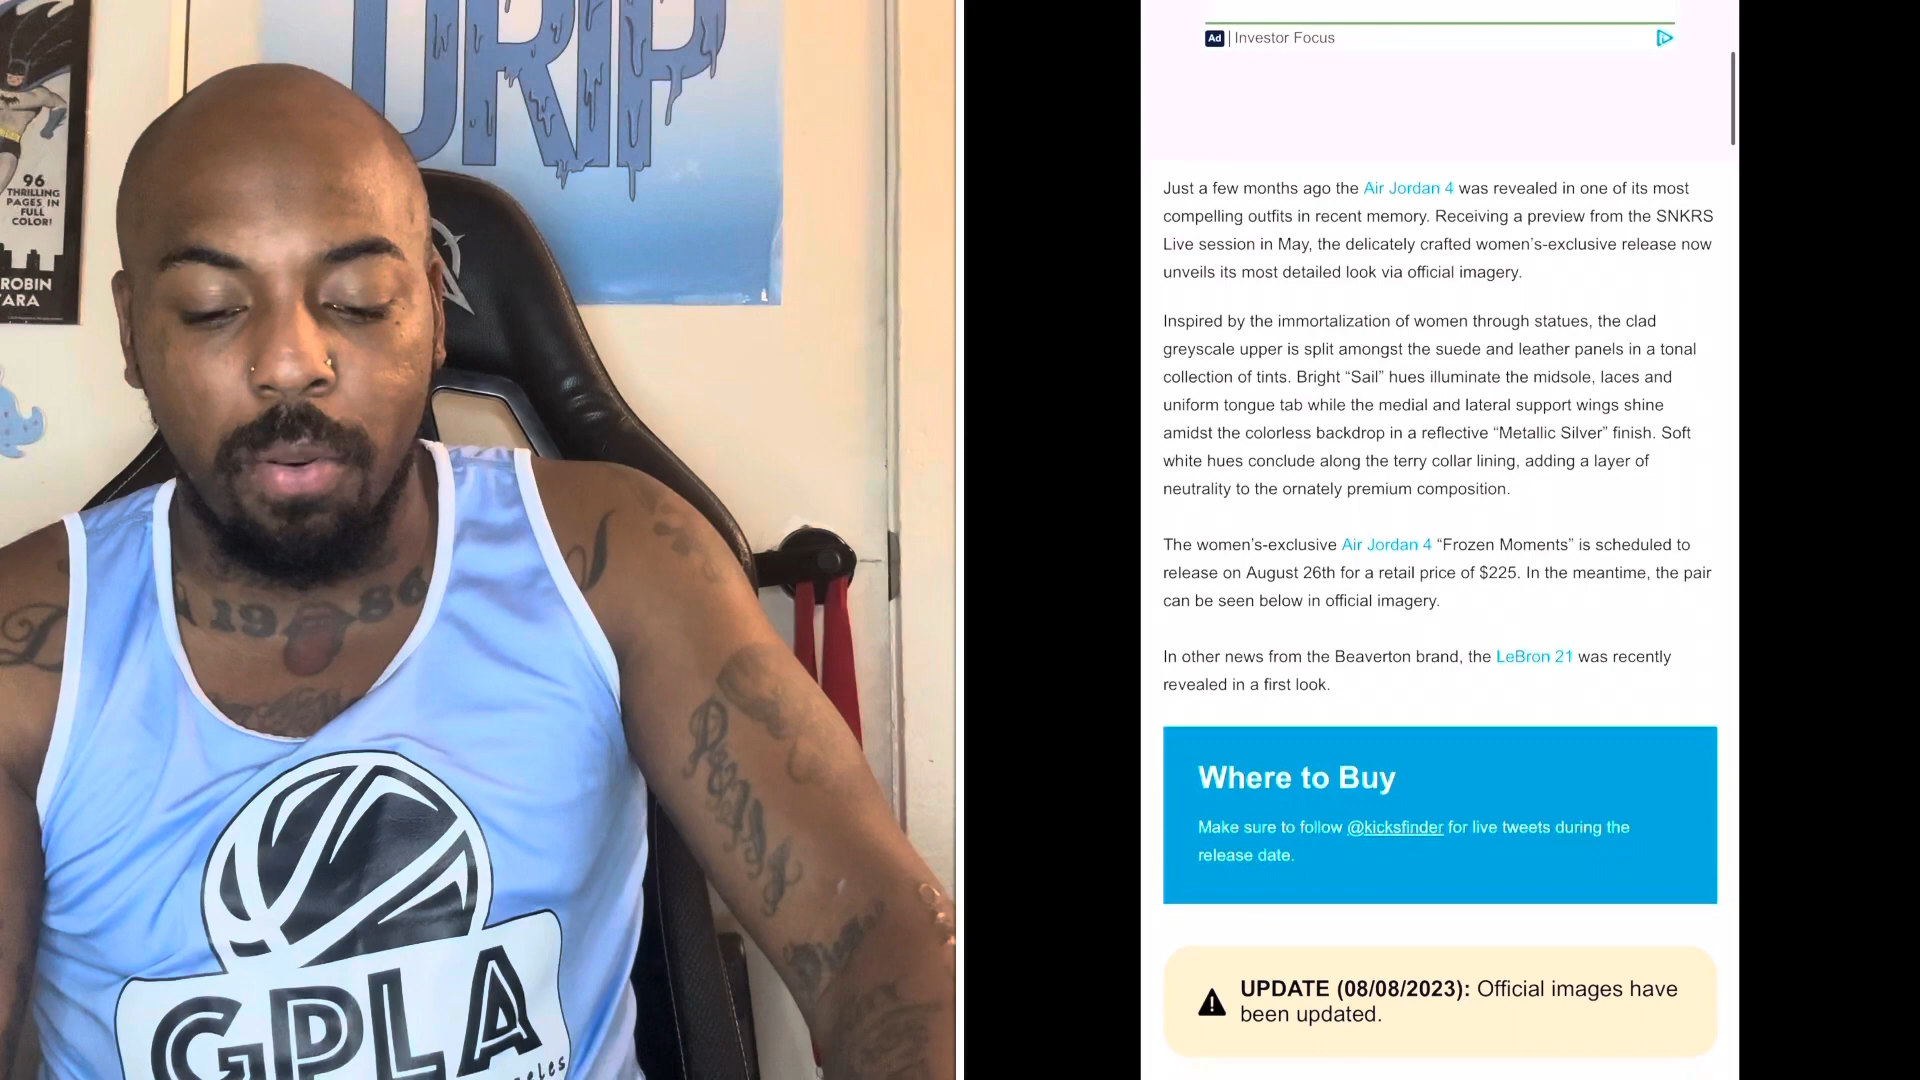 DRIP
96
THRILLING
PAGES IN
FULL
COLOR!
ROBIN
1986
GPLA
Ad | Investor Focus
Just a few months ago the Air Jordan 4 was revealed in one of its most
compelling outfits in recent memory. Receiving a preview from the SNKRS
Live session in May, the delicately crafted women’s-exclusive release now
unveils its most detailed look via official imagery.
Inspired by the immortalization of women through statues, the clad
greyscale upper is split amongst the suede and leather panels in a tonal
collection of tints. Bright “Sail” hues illuminate the midsole, laces and
uniform tongue tab while the medial and lateral support wings shine
amidst the colorless backdrop in a reflective “Metallic Silver” finish. Soft
white hues conclude along the terry collar lining, adding a layer of
neutrality to the ornately premium composition.
The women’s-exclusive Air Jordan 4 “Frozen Moments” is scheduled to
release on August 26th for a retail price of $225. In the meantime, the pair
can be seen below in official imagery.
In other news from the Beaverton brand, the LeBron 21 was recently
revealed in a first look.
Where to Buy
Make sure to follow @kicksfinder for live tweets during the
release date.
UPDATE (08/08/2023): Official images have
been updated.